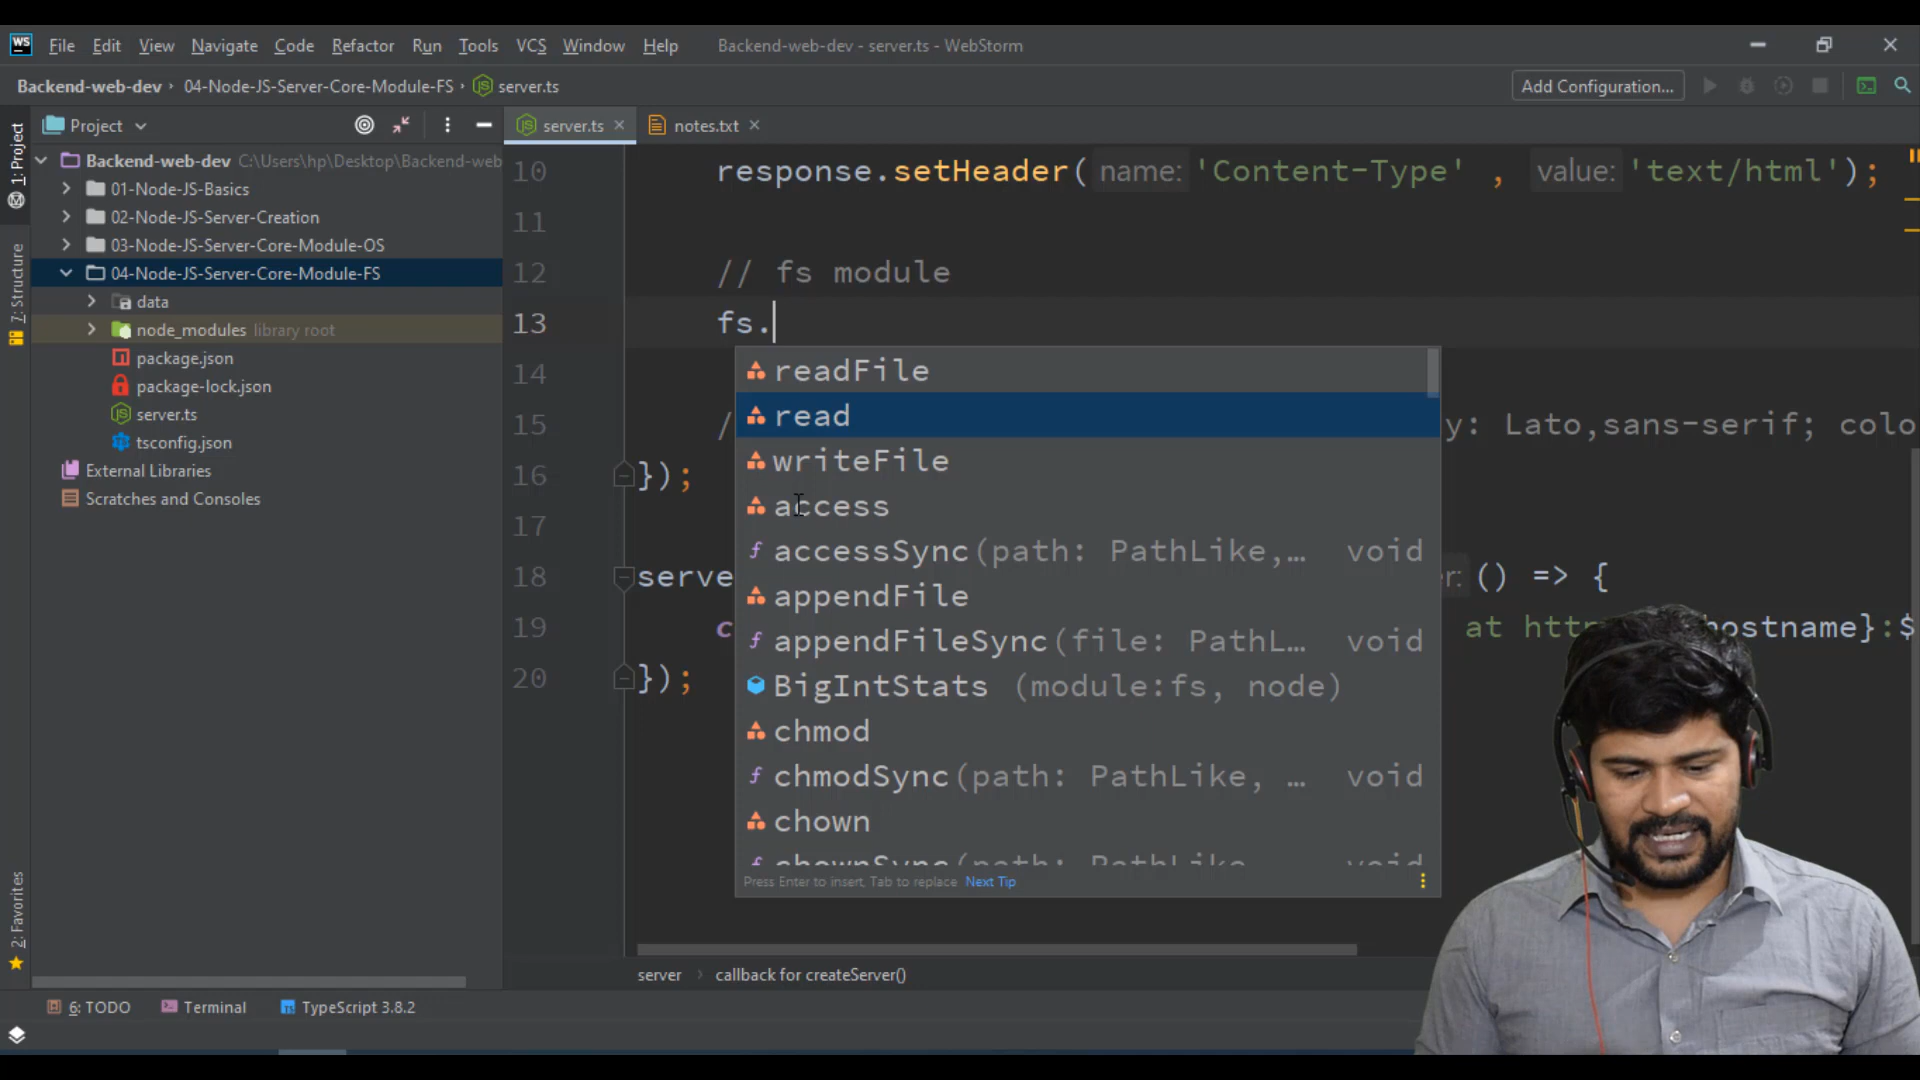 WS File Edit View Navigate Code Refactor Run Tools VCS Window Help Backend-web-dev - server.ts - WebStorm
Backend-web-dev › 04-Node-JS-Server-Core-Module-FS › server.ts Add Configuration...
1: Project
7: Structure
2: Favorites
Project
Backend-web-dev C:\Users\hp\Desktop\Backend-web
01-Node-JS-Basics
02-Node-JS-Server-Creation
03-Node-JS-Server-Core-Module-OS
04-Node-JS-Server-Core-Module-FS
data
node_modules library root
package.json
package-lock.json
server.ts
tsconfig.json
External Libraries
Scratches and Consoles
server.ts notes.txt
10 response.setHeader( name: 'Content-Type' , value: 'text/html');
11
12 // fs module
13 fs.
14
15 / y: Lato,sans-serif; colo
16 });
17
18 serve er: () => {
19 c at hostname}:$
20 });
readFile
read
writeFile
access
accessSync(path: PathLike,… void
appendFile
appendFileSync(file: PathL… void
BigIntStats (module:fs, node)
chmod
chmodSync(path: PathLike, … void
chown
chownSync(path: PathLike void
Press Enter to insert, Tab to replace Next Tip
server › callback for createServer()
6: TODO Terminal TypeScript 3.8.2